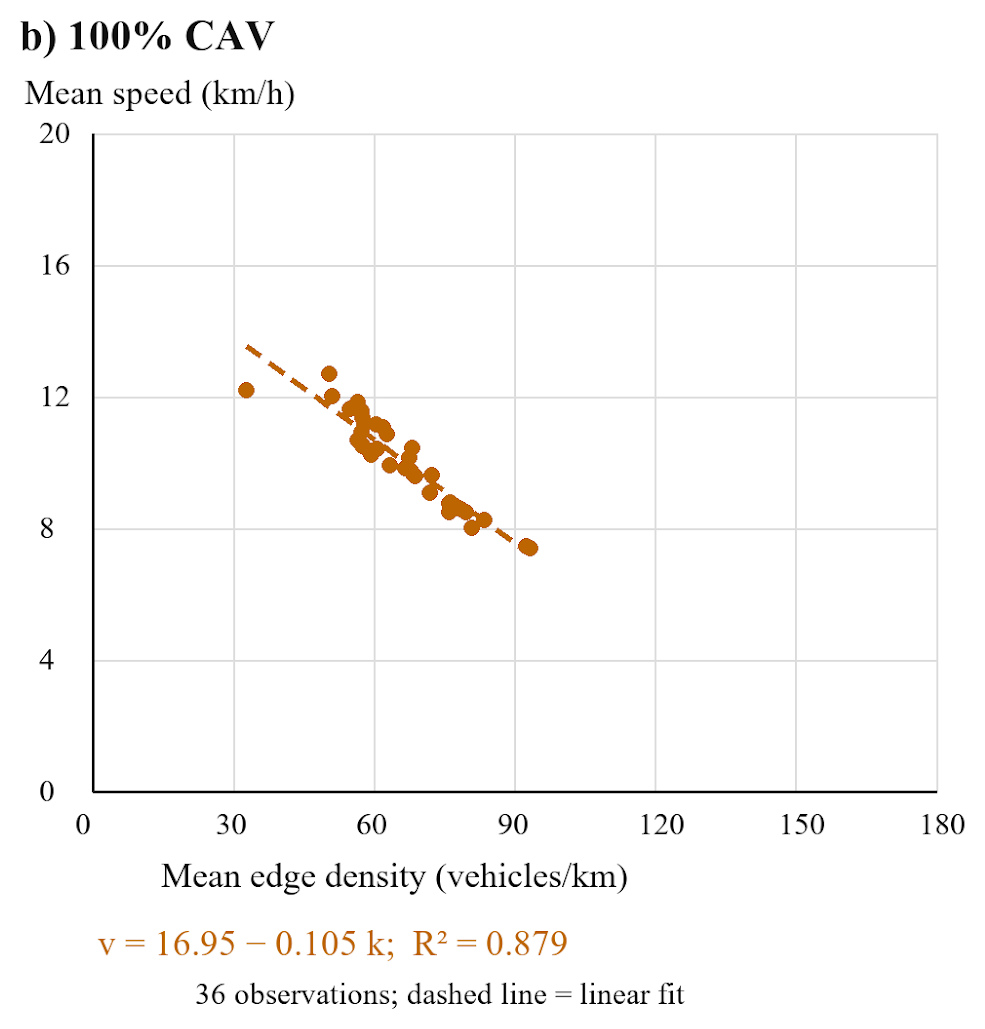 b) 100% CAV
Mean speed (km/h)
20
16
12
8
4
0
0 30 60 90 120 150 180
Mean edge density (vehicles/km)
v = 16.95 − 0.105 k; R² = 0.879
36 observations; dashed line = linear fit